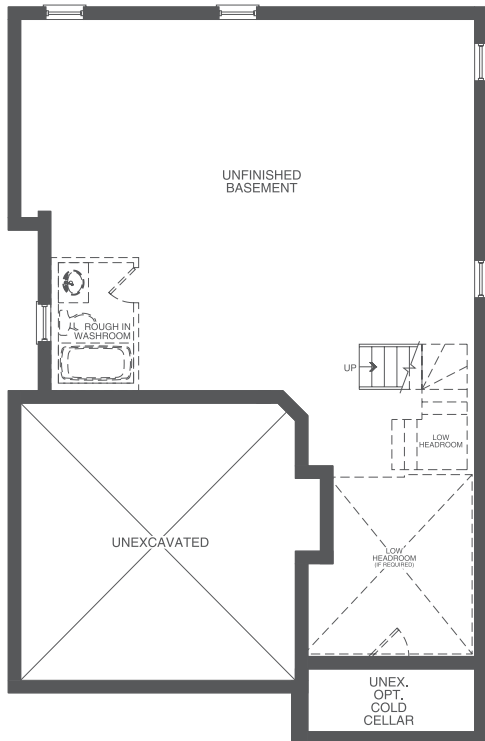 UNFINISHED
BASEMENT
ROUGH IN
WASHROOM
UP
LOW
HEADROOM
UNEXCAVATED
LOW
HEADROOM
(IF REQUIRED)
UNEX.
OPT.
COLD
CELLAR